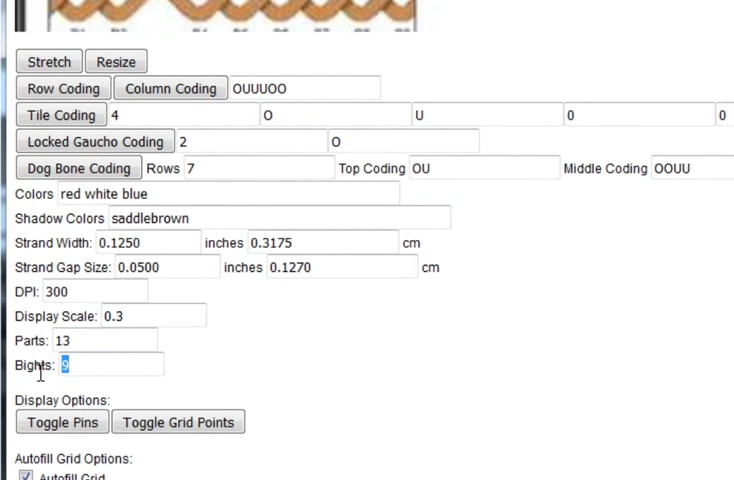 Stretch Resize
Row Coding Column Coding OUUUOO
Tile Coding 4 O U 0 0
Locked Gaucho Coding 2 O
Dog Bone Coding Rows 7 Top Coding OU Middle Coding OOUU
Colors red white blue
Shadow Colors saddlebrown
Strand Width: 0.1250 inches 0.3175 cm
Strand Gap Size: 0.0500 inches 0.1270 cm
DPI: 300
Display Scale: 0.3
Parts: 13
Bights: 9
Display Options:
Toggle Pins Toggle Grid Points
Autofill Grid Options:
Autofill Grid